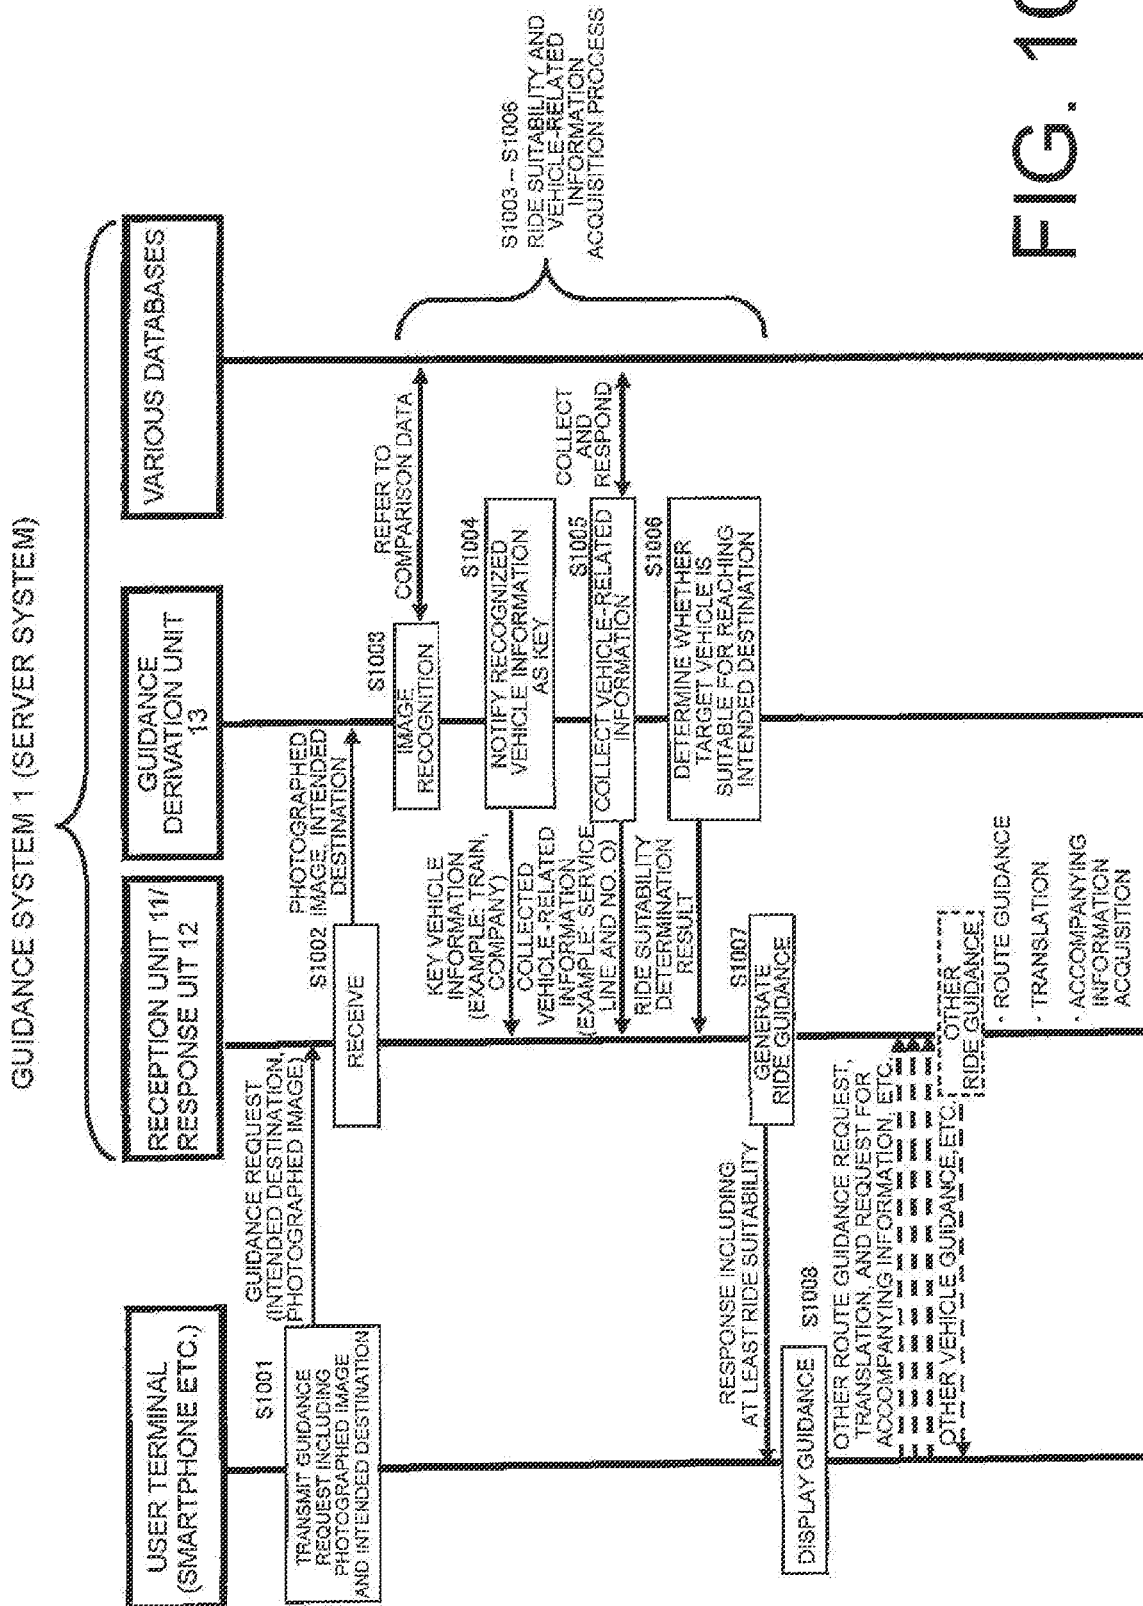 GUIDANCE SYSTEM 1 (SERVER SYSTEM)
USER TERMINAL
(SMARTPHONE ETC.)
RECEPTION UNIT 11/
RESPONSE UIT 12
GUIDANCE
DERIVATION UNIT
13
VARIOUS DATABASES
S1001
TRANSMIT GUIDANCE
REQUEST INCLUDING
PHOTOGRAPHED IMAGE
AND INTENDED DESTINATION
GUIDANCE REQUEST
(INTENDED DESTINATION,
PHOTOGRAPHED IMAGE)
S1002
RECEIVE
PHOTOGRAPHED
IMAGE, INTENDED
DESTINATION
S1003
IMAGE
RECOGNITION
REFER TO
COMPARISON DATA
S1004
NOTIFY RECOGNIZED
VEHICLE INFORMATION
AS KEY
KEY VEHICLE
INFORMATION
(EXAMPLE: TRAIN,
COMPANY)
S1005
COLLECT VEHICLE-RELATED
INFORMATION
COLLECT
AND
RESPOND
COLLECTED
VEHICLE-RELATED
INFORMATION
(EXAMPLE: SERVICE
LINE AND NO. O)
S1006
DETERMINE WHETHER
TARGET VEHICLE IS
SUITABLE FOR REACHING
INTENDED DESTINATION
RIDE SUITABILITY
DETERMINATION
RESULT
S1003 – S1006
RIDE SUITABILITY AND
VEHICLE-RELATED
INFORMATION
ACQUISITION PROCESS
S1007
GENERATE
RIDE GUIDANCE
RESPONSE INCLUDING
AT LEAST RIDE SUITABILITY
S1008
DISPLAY GUIDANCE
OTHER ROUTE GUIDANCE REQUEST,
TRANSLATION, AND REQUEST FOR
ACCOMPANYING INFORMATION, ETC.
OTHER VEHICLE GUIDANCE, ETC.
OTHER
RIDE GUIDANCE
· ROUTE GUIDANCE
· TRANSLATION
· ACCOMPANYING
INFORMATION
ACQUISITION
FIG. 10